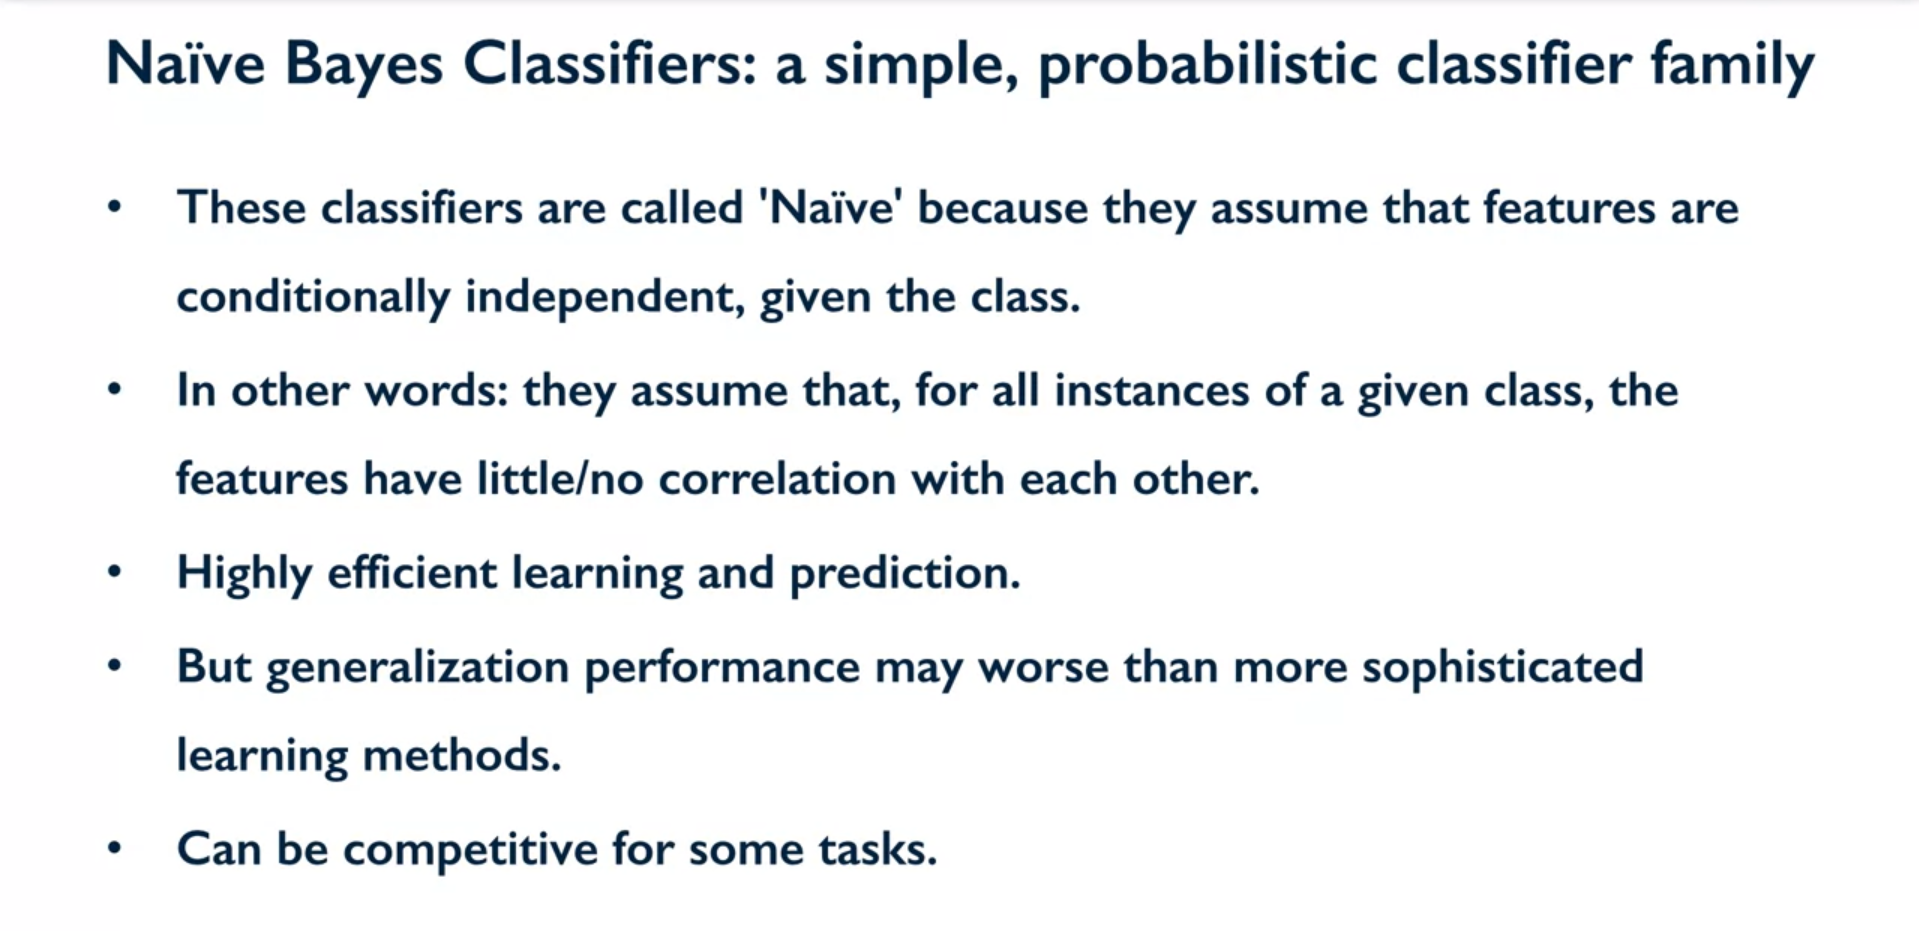 Naïve Bayes Classifiers: a simple, probabilistic classifier family
• These classifiers are called 'Naïve' because they assume that features are
conditionally independent, given the class.
• In other words: they assume that, for all instances of a given class, the
features have little/no correlation with each other.
• Highly efficient learning and prediction.
• But generalization performance may worse than more sophisticated
learning methods.
• Can be competitive for some tasks.